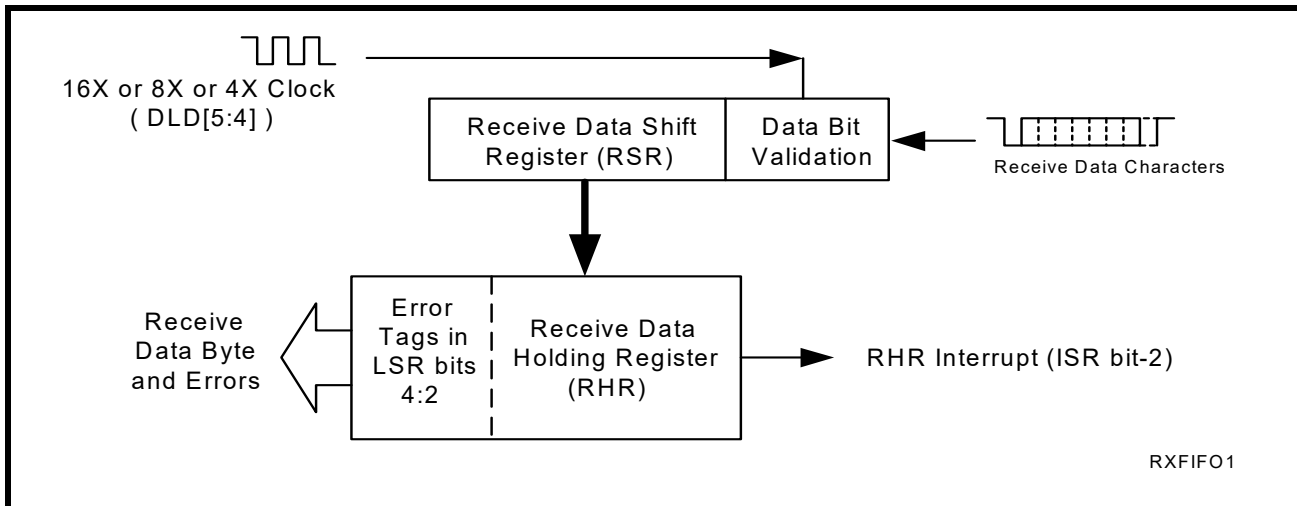 16X or 8X or 4X Clock
( DLD[5:4] )
Receive Data Shift
Register (RSR)
Data Bit
Validation
Receive Data Characters
Receive
Data Byte
and Errors
Error
Tags in
LSR bits
4:2
Receive Data
Holding Register
(RHR)
RHR Interrupt (ISR bit-2)
RXFIFO1